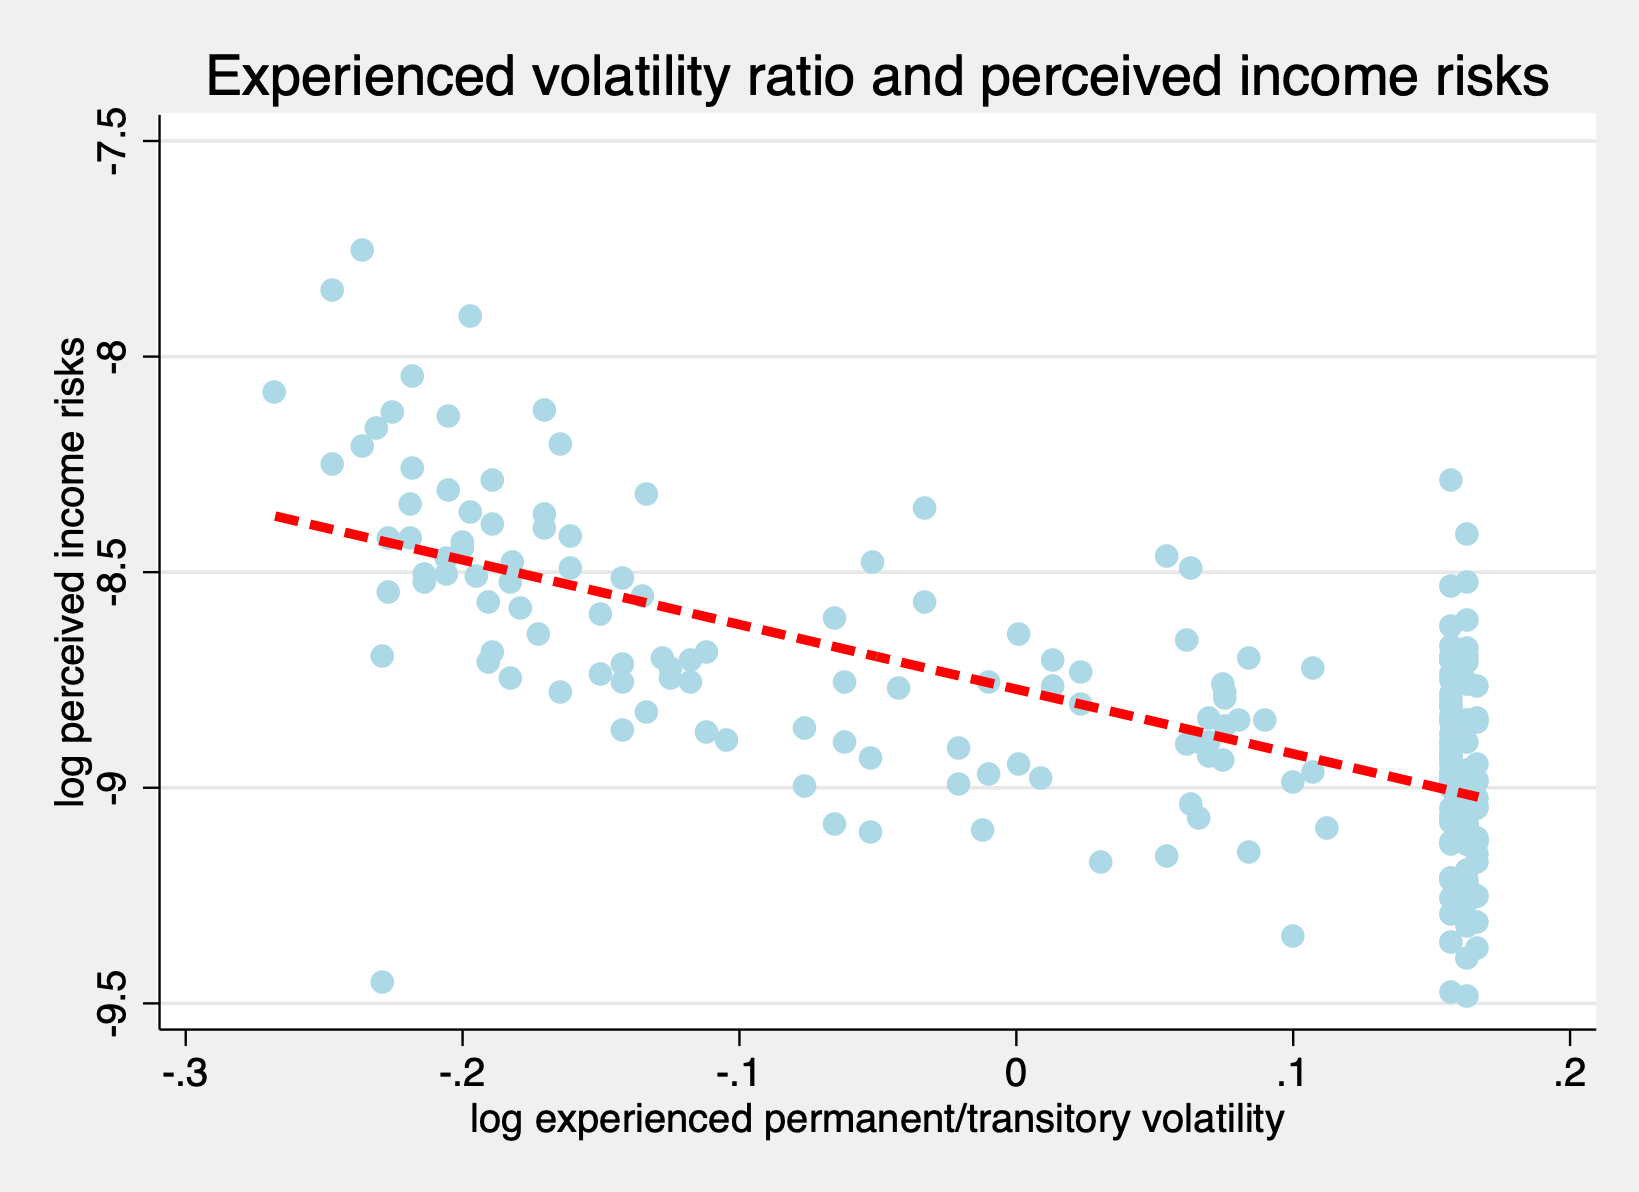 Experienced volatility ratio and perceived income risks
log perceived income risks
-7.5
-8
-8.5
-9
-9.5
-.3 -.2 -.1 0 .1 .2
log experienced permanent/transitory volatility